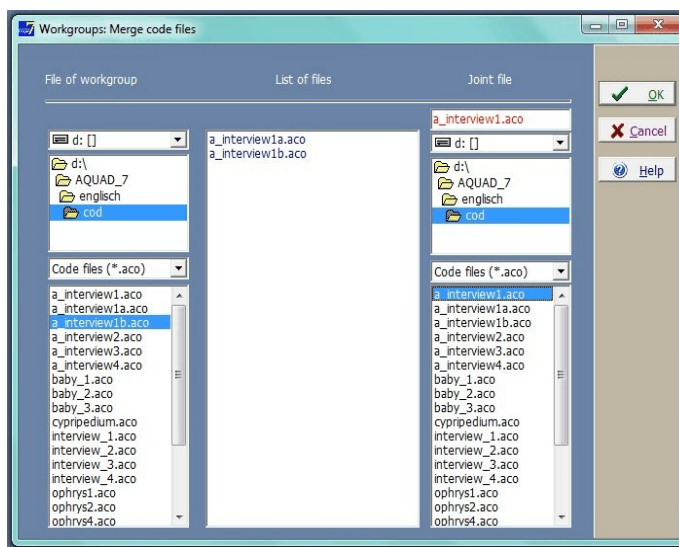 Workgroups: Merge code files
File of workgroup
List of files
Joint file
a_interview1.aco
d: []
d:\
AQUAD_7
englisch
cod
Code files (*.aco)
a_interview1.aco
a_interview1a.aco
a_interview1b.aco
a_interview2.aco
a_interview3.aco
a_interview4.aco
baby_1.aco
baby_2.aco
baby_3.aco
cypripedium.aco
interview_1.aco
interview_2.aco
interview_3.aco
interview_4.aco
ophrys1.aco
ophrys2.aco
ophrys4.aco
a_interview1a.aco
a_interview1b.aco
d: []
d:\
AQUAD_7
englisch
cod
Code files (*.aco)
a_interview1.aco
a_interview1a.aco
a_interview1b.aco
a_interview2.aco
a_interview3.aco
a_interview4.aco
baby_1.aco
baby_2.aco
baby_3.aco
cypripedium.aco
interview_1.aco
interview_2.aco
interview_3.aco
interview_4.aco
ophrys1.aco
ophrys2.aco
ophrys4.aco
OK
Cancel
Help